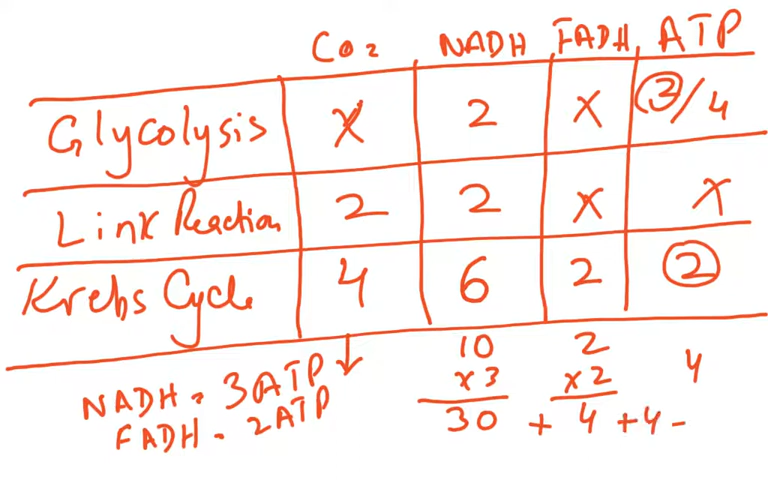 CO2 NADH FADH ATP
Glycolysis X 2 X 3/4
Link Reaction 2 2 X X
Krebs Cycle 4 6 2 2
NADH = 3ATP ↓ 10 2 4
FADH - 2ATP x3 x2
30 + 4 + 4 -